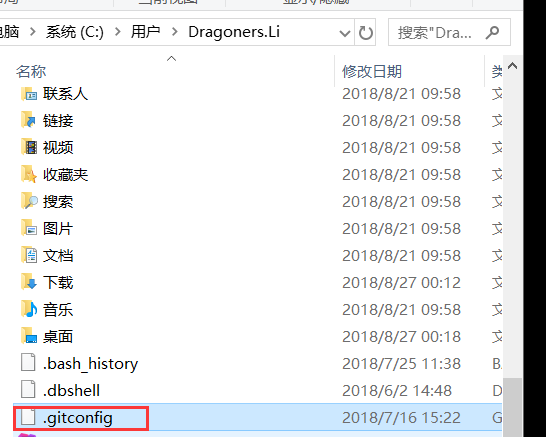 电脑 > 系统 (C:) > 用户 > Dragoners.Li
搜索"Dra...
名称 修改日期
联系人 2018/8/21 09:58 文
链接 2018/8/21 09:58 文
视频 2018/8/21 09:58 文
收藏夹 2018/8/21 09:58 文
搜索 2018/8/21 09:58 文
图片 2018/8/21 09:58 文
文档 2018/8/21 09:58 文
下载 2018/8/27 00:12 文
音乐 2018/8/21 09:58 文
桌面 2018/8/27 00:18 文
.bash_history 2018/7/25 11:38
.dbshell 2018/6/2 14:48 D
.gitconfig 2018/7/16 15:22 G